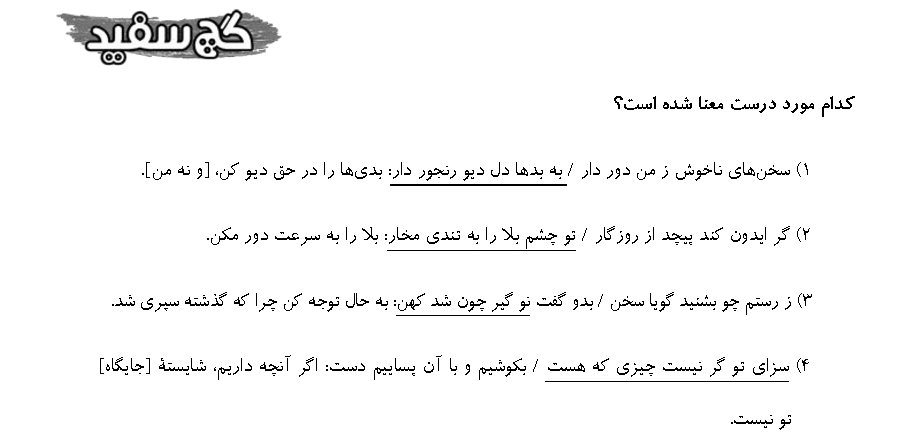 گچ سفید
کدام مورد درست معنا شده است؟
۱) سخن‌های ناخوش ز من دور دار / به بدها دل دیو رنجور دار: بدی‌ها را در حق دیو کن، [و نه من].
۲) گر ایدون کند پیچد از روزگار / تو چشم بلا را به تندی مخار: بلا را به سرعت دور مکن.
۳) ز رستم چو بشنید گویا سخن / بدو گفت نو گیر چون شد کهن: به حال توجه کن چرا که گذشته سپری شد.
۴) سزای تو گر نیست چیزی که هست / بکوشیم و با آن پساییم دست: اگر آنچه داریم، شایستهٔ [جایگاه]
تو نیست.